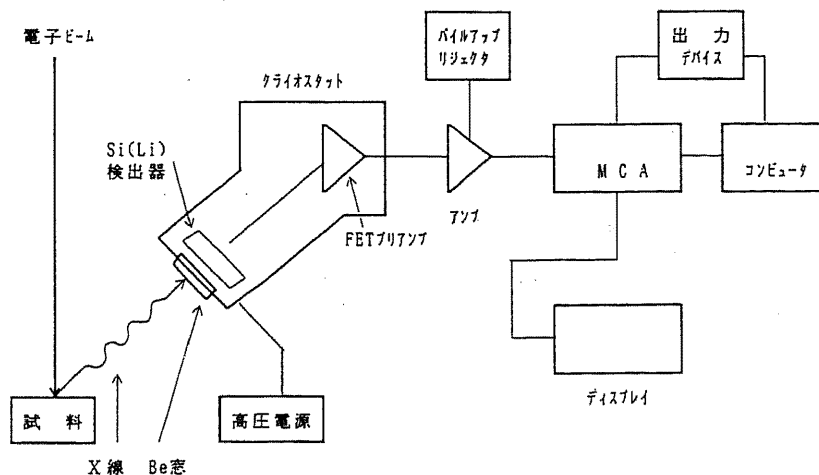 電子ビーム
パイルアップ
リジェクタ
出 力
デバイス
クライオスタット
Si(Li)
検出器
FETプリアンプ
アンプ
M C A
コンピュータ
ディスプレイ
試 料
高圧電源
X線
Be窓